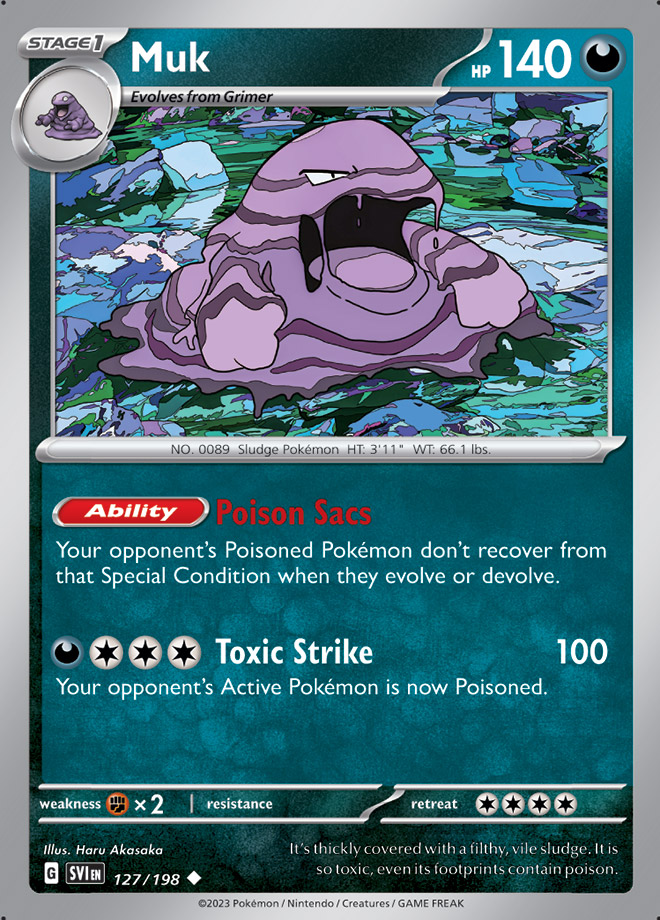 STAGE1
Muk
HP 140
Evolves from Grimer
NO. 0089 Sludge Pokémon HT: 3'11" WT: 66.1 lbs.
Ability Poison Sacs
Your opponent's Poisoned Pokémon don't recover from
that Special Condition when they evolve or devolve.
Toxic Strike 100
Your opponent's Active Pokémon is now Poisoned.
weakness ×2 resistance retreat
Illus. Haru Akasaka
It's thickly covered with a filthy, vile sludge. It is
so toxic, even its footprints contain poison.
G SVI EN 127/198
©2023 Pokémon / Nintendo / Creatures / GAME FREAK